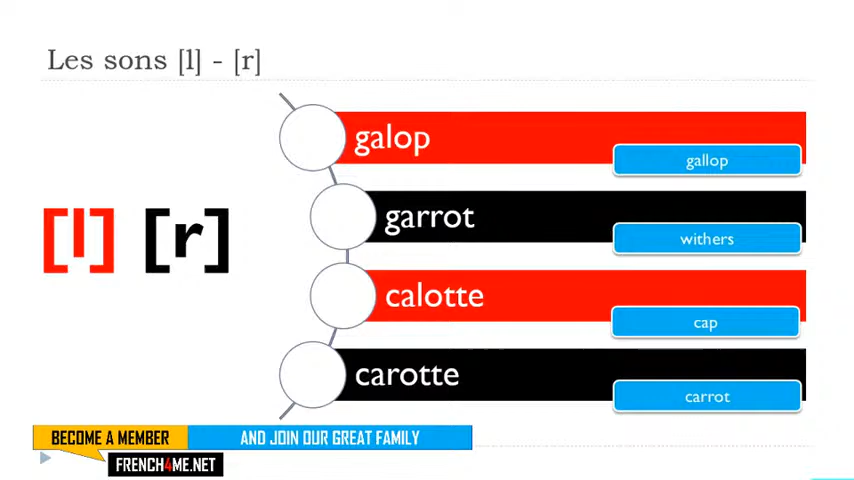 Les sons [l] - [r]
[l] [r]
galop
gallop
garrot
withers
calotte
cap
carotte
carrot
BECOME A MEMBER
AND JOIN OUR GREAT FAMILY
FRENCH4ME.NET